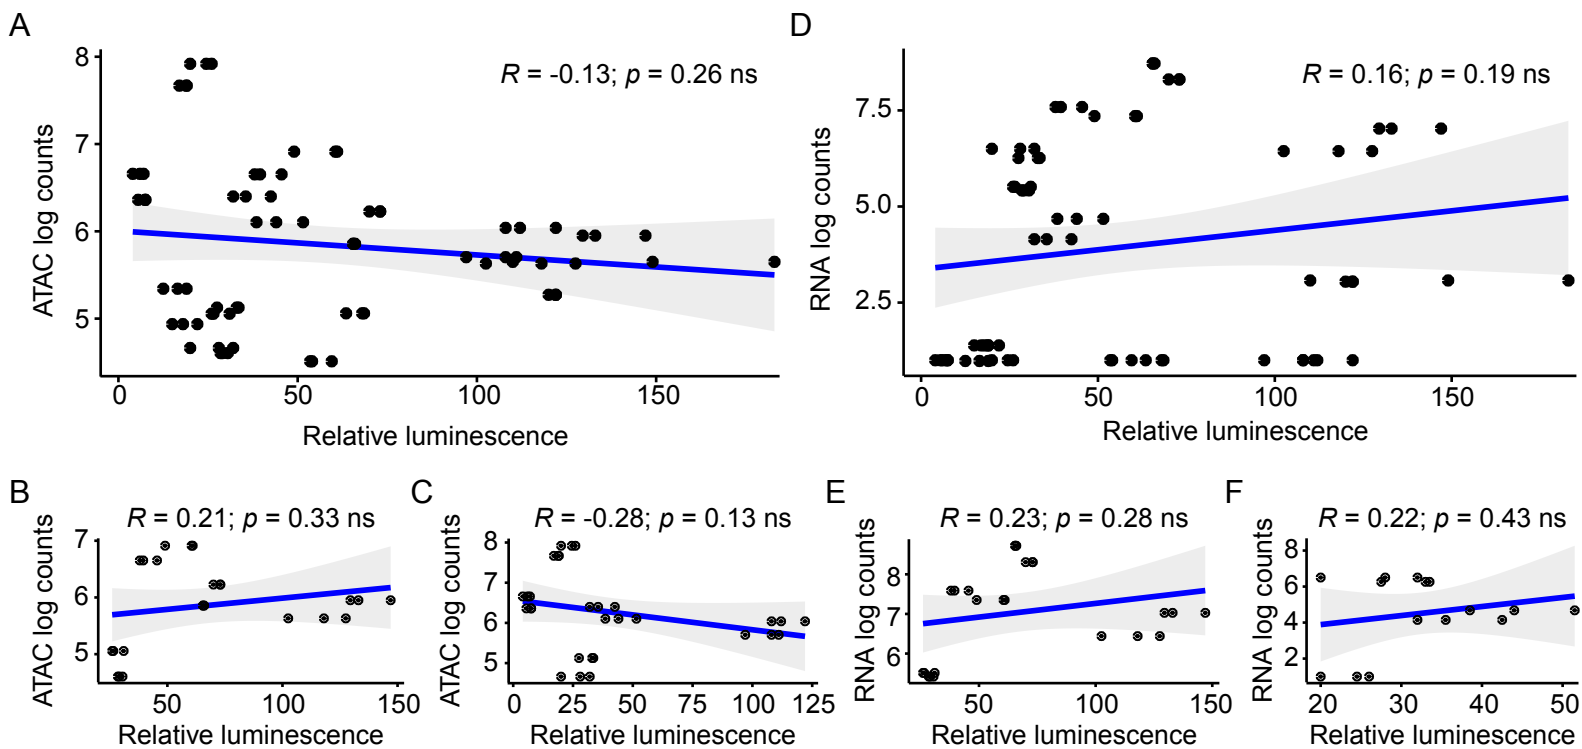 A
R = -0.13; p = 0.26 ns
8
7
6
5
ATAC log counts
0
50
100
150
Relative luminescence
D
R = 0.16; p = 0.19 ns
7.5
5.0
2.5
RNA log counts
0
50
100
150
Relative luminescence
B
R = 0.21; p = 0.33 ns
7
6
5
ATAC log counts
50
100
150
Relative luminescence
C
R = -0.28; p = 0.13 ns
8
7
6
5
ATAC log counts
0
25
50
75
100
125
Relative luminescence
E
R = 0.23; p = 0.28 ns
8
7
6
RNA log counts
50
100
150
Relative luminescence
F
R = 0.22; p = 0.43 ns
8
6
4
2
RNA log counts
20
30
40
50
Relative luminescence